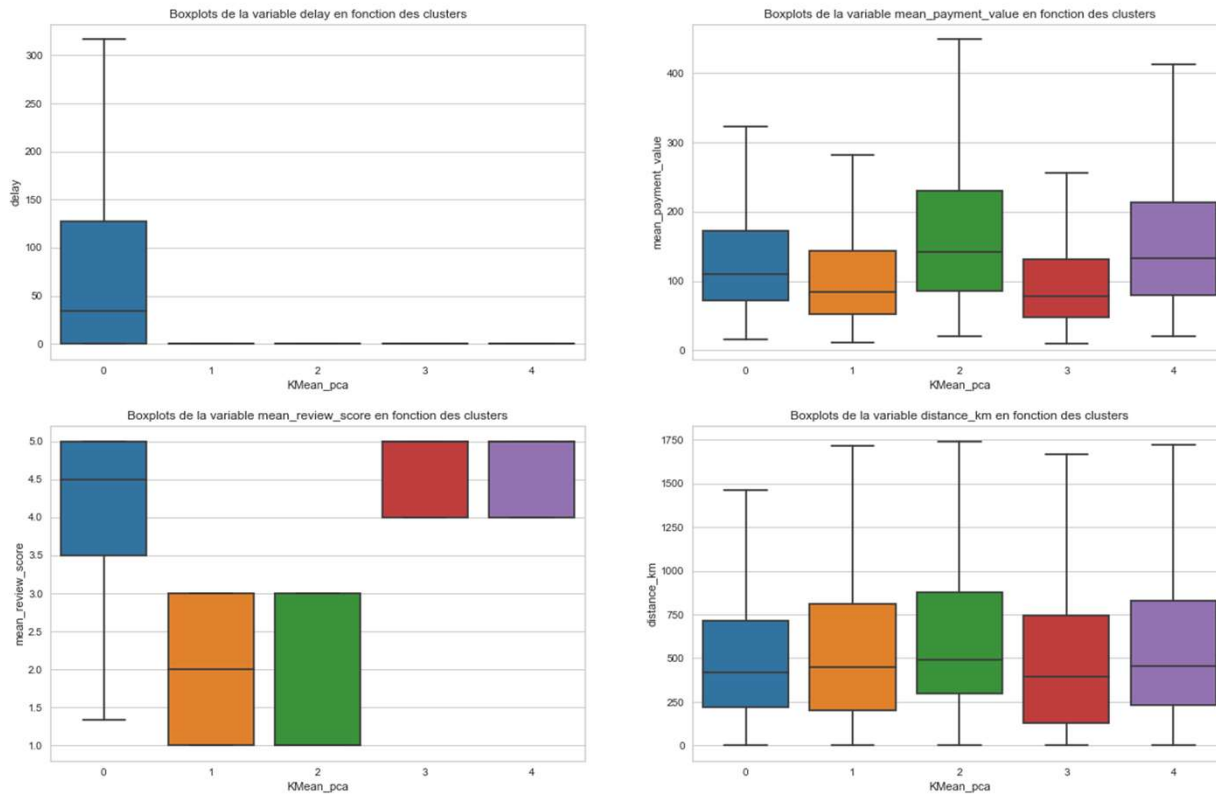 Boxplots de la variable delay en fonction des clusters
300
250
200
150
100
50
0
delay
0 1 2 3 4
KMean_pca
Boxplots de la variable mean_payment_value en fonction des clusters
400
300
200
100
0
mean_payment_value
0 1 2 3 4
KMean_pca
Boxplots de la variable mean_review_score en fonction des clusters
5.0
4.5
4.0
3.5
3.0
2.5
2.0
1.5
1.0
mean_review_score
0 1 2 3 4
KMean_pca
Boxplots de la variable distance_km en fonction des clusters
1750
1500
1250
1000
750
500
250
0
distance_km
0 1 2 3 4
KMean_pca